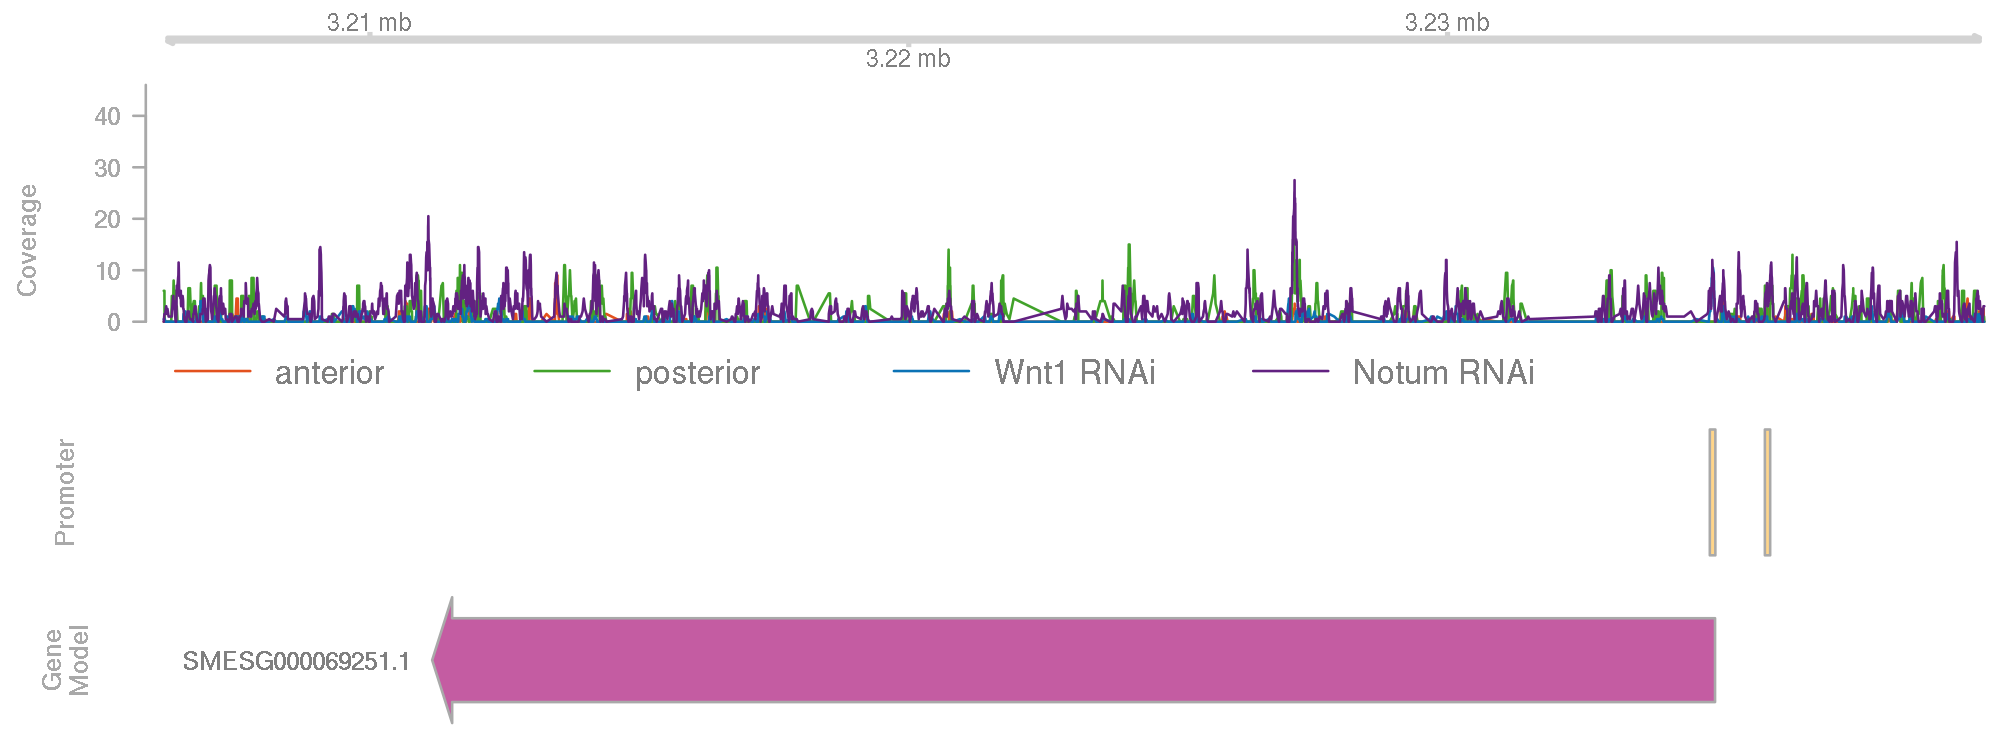 3.21 mb
3.23 mb
3.22 mb
Coverage
40
30
20
10
0
anterior
posterior
Wnt1 RNAi
Notum RNAi
Promoter
Gene
Model
SMESG000069251.1